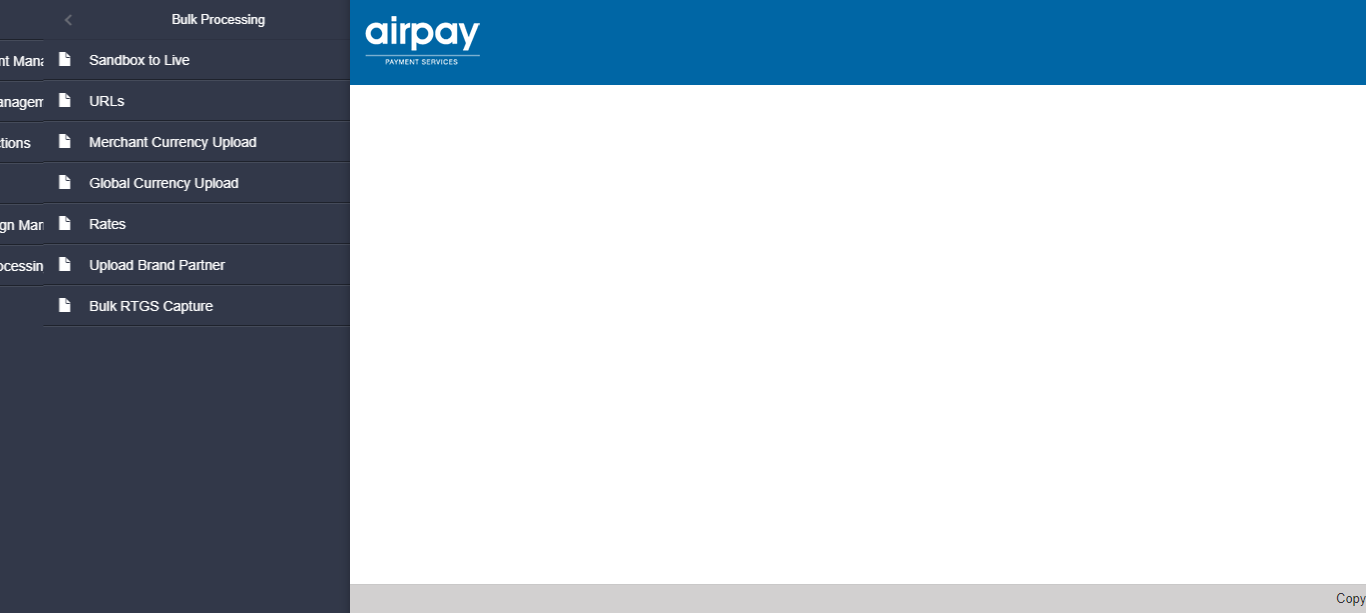 Bulk Processing
nt Mana
Sandbox to Live
anagem
URLs
tions
Merchant Currency Upload
Global Currency Upload
gn Man
Rates
ocessin
Upload Brand Partner
Bulk RTGS Capture
airpay
PAYMENT SERVICES
Copy